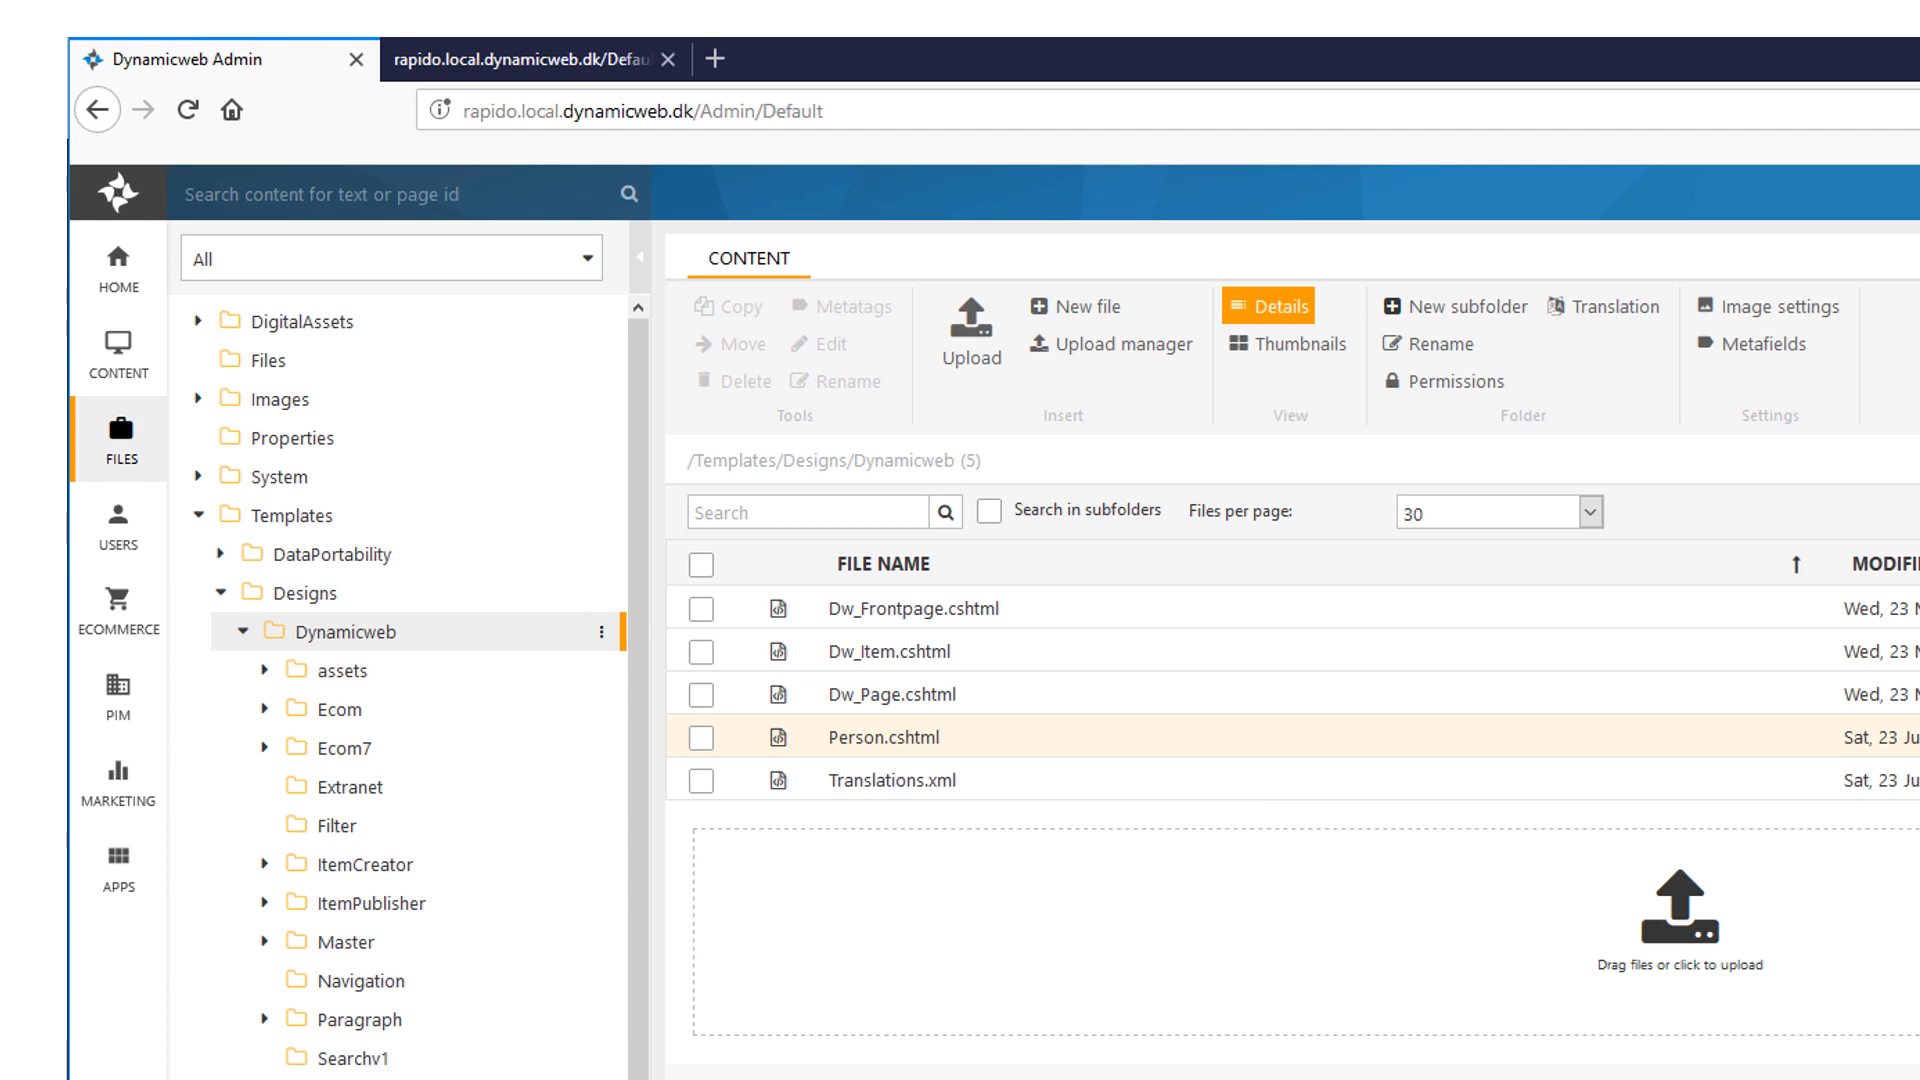 Dynamicweb Admin
rapido.local.dynamicweb.dk/Defau
rapido.local.dynamicweb.dk/Admin/Default
Search content for text or page id
HOME
CONTENT
FILES
USERS
ECOMMERCE
PIM
MARKETING
APPS
All
DigitalAssets
Files
Images
Properties
System
Templates
DataPortability
Designs
Dynamicweb
assets
Ecom
Ecom7
Extranet
Filter
ItemCreator
ItemPublisher
Master
Navigation
Paragraph
Searchv1
CONTENT
Copy
Metatags
Move
Edit
Delete
Rename
Tools
Upload
New file
Upload manager
Insert
Details
Thumbnails
View
New subfolder
Translation
Rename
Permissions
Folder
Image settings
Metafields
Settings
/Templates/Designs/Dynamicweb (5)
Search
Search in subfolders
Files per page:
30
FILE NAME
MODIFI
Dw_Frontpage.cshtml
Wed, 23 M
Dw_Item.cshtml
Wed, 23 M
Dw_Page.cshtml
Wed, 23 M
Person.cshtml
Sat, 23 Ju
Translations.xml
Sat, 23 Ju
Drag files or click to upload